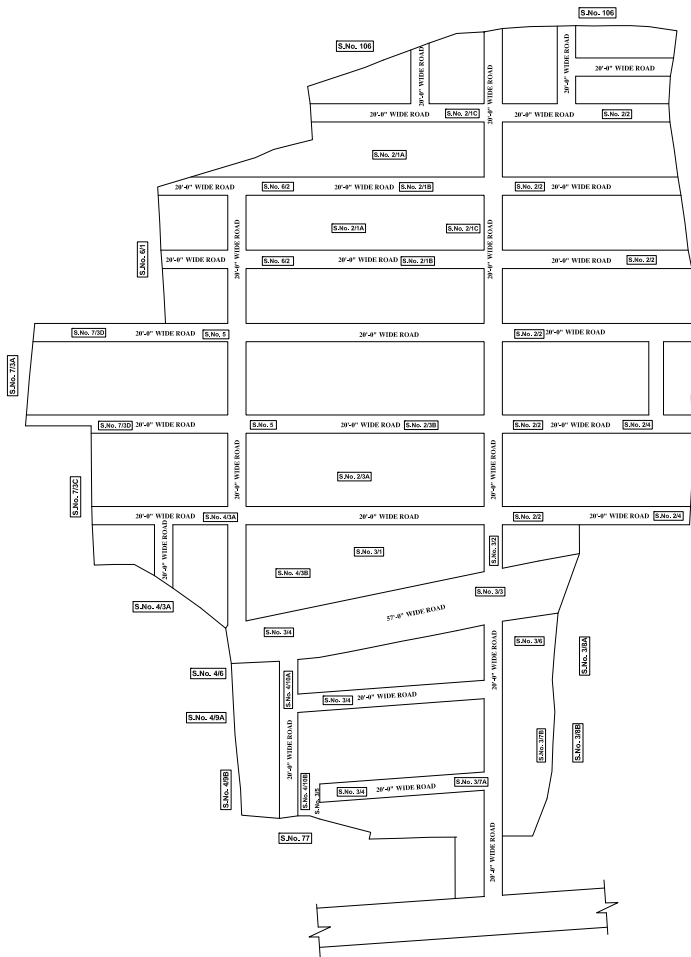 S.No. 106
S.No. 106
20'-0" WIDE ROAD
20'-0" WIDE ROAD
20'-0" WIDE ROAD
20'-0" WIDE ROAD
20'-0" WIDE ROAD
S.No. 2/1C
20'-0" WIDE ROAD
S.No. 2/2
S.No. 2/1A
20'-0" WIDE ROAD
S.No. 6/2
20'-0" WIDE ROAD
S.No. 2/1B
S.No. 2/2
20'-0" WIDE ROAD
S.No. 2/1A
S.No. 2/1C
S.No. 6/1
20'-0" WIDE ROAD
20'-0" WIDE ROAD
20'-0" WIDE ROAD
S.No. 6/2
20'-0" WIDE ROAD
S.No. 2/1B
20'-0" WIDE ROAD
S.No. 2/2
S.No. 7/3D
20'-0" WIDE ROAD
S.No, 5
20'-0" WIDE ROAD
S.No. 2/2
20'-0" WIDE ROAD
S.No. 7/3A
S.No. 7/3D
20'-0" WIDE ROAD
S.No. 5
20'-0" WIDE ROAD
S.No. 2/3B
S.No. 2/2
20'-0" WIDE ROAD
S.No. 2/4
S.No. 7/3C
20'-0" WIDE ROAD
S.No. 2/3A
20'-0" WIDE ROAD
20'-0" WIDE ROAD
S.No. 4/3A
20'-0" WIDE ROAD
S.No. 2/2
20'-0" WIDE ROAD
S.No. 2/4
20'-0" WIDE ROAD
S.No. 3/1
S.No. 3/2
S.No. 4/3B
S.No. 3/3
S.No. 4/3A
57'-0" WIDE ROAD
S.No. 3/4
S.No. 3/6
S.No. 3/8A
S.No. 4/6
S.No. 4/10A
20'-0" WIDE ROAD
S.No. 3/4
20'-0" WIDE ROAD
S.No. 4/9A
S.No. 3/7B
S.No. 3/8B
20'-0" WIDE ROAD
S.No. 4/9B
S.No. 4/10B
S.No. 3/5
S.No. 3/4
20'-0" WIDE ROAD
S.No. 3/7A
S.No. 77
20'-0" WIDE ROAD